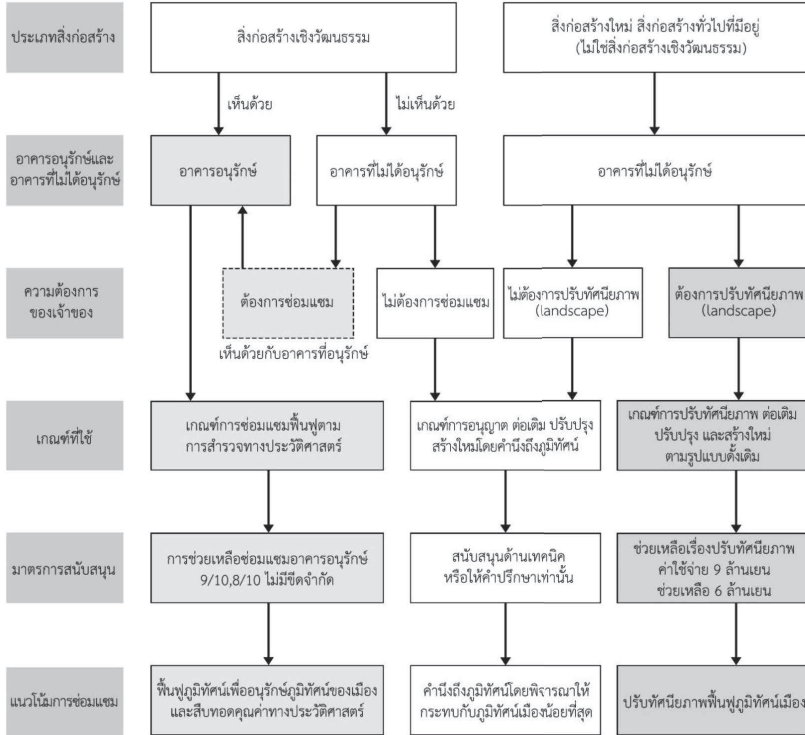 ประเภทสิ่งก่อสร้าง
สิ่งก่อสร้างเชิงวัฒนธรรม
สิ่งก่อสร้างใหม่ สิ่งก่อสร้างทั่วไปที่มีอยู่
(ไม่ใช่สิ่งก่อสร้างเชิงวัฒนธรรม)
เห็นด้วย
ไม่เห็นด้วย
อาคารอนุรักษ์และ
อาคารที่ไม่ได้อนุรักษ์
อาคารอนุรักษ์
อาคารที่ไม่ได้อนุรักษ์
อาคารที่ไม่ได้อนุรักษ์
ความต้องการ
ของเจ้าของ
ต้องการซ่อมแซม
เห็นด้วยกับอาคารที่อนุรักษ์
ไม่ต้องการซ่อมแซม
ไม่ต้องการปรับทัศนียภาพ
(landscape)
ต้องการปรับทัศนียภาพ
(landscape)
เกณฑ์ที่ใช้
เกณฑ์การซ่อมแซมฟื้นฟูตาม
การสำรวจทางประวัติศาสตร์
เกณฑ์การอนุญาต ต่อเติม ปรับปรุง
สร้างใหม่โดยคำนึงถึงภูมิทัศน์
เกณฑ์การปรับทัศนียภาพ ต่อเติม
ปรับปรุง และสร้างใหม่
ตามรูปแบบดั้งเดิม
มาตรการสนับสนุน
การช่วยเหลือซ่อมแซมอาคารอนุรักษ์
9/10,8/10 ไม่มีขีดจำกัด
สนับสนุนด้านเทคนิค
หรือให้คำปรึกษาเท่านั้น
ช่วยเหลือเรื่องปรับทัศนียภาพ
ค่าใช้จ่าย 9 ล้านเยน
ช่วยเหลือ 6 ล้านเยน
แนวโน้มการซ่อมแซม
ฟื้นฟูภูมิทัศน์เพื่ออนุรักษ์ภูมิทัศน์ของเมือง
และสืบทอดคุณค่าทางประวัติศาสตร์
คำนึงถึงภูมิทัศน์โดยพิจารณาให้
กระทบกับภูมิทัศน์เมืองน้อยที่สุด
ปรับทัศนียภาพฟื้นฟูภูมิทัศน์เมือง